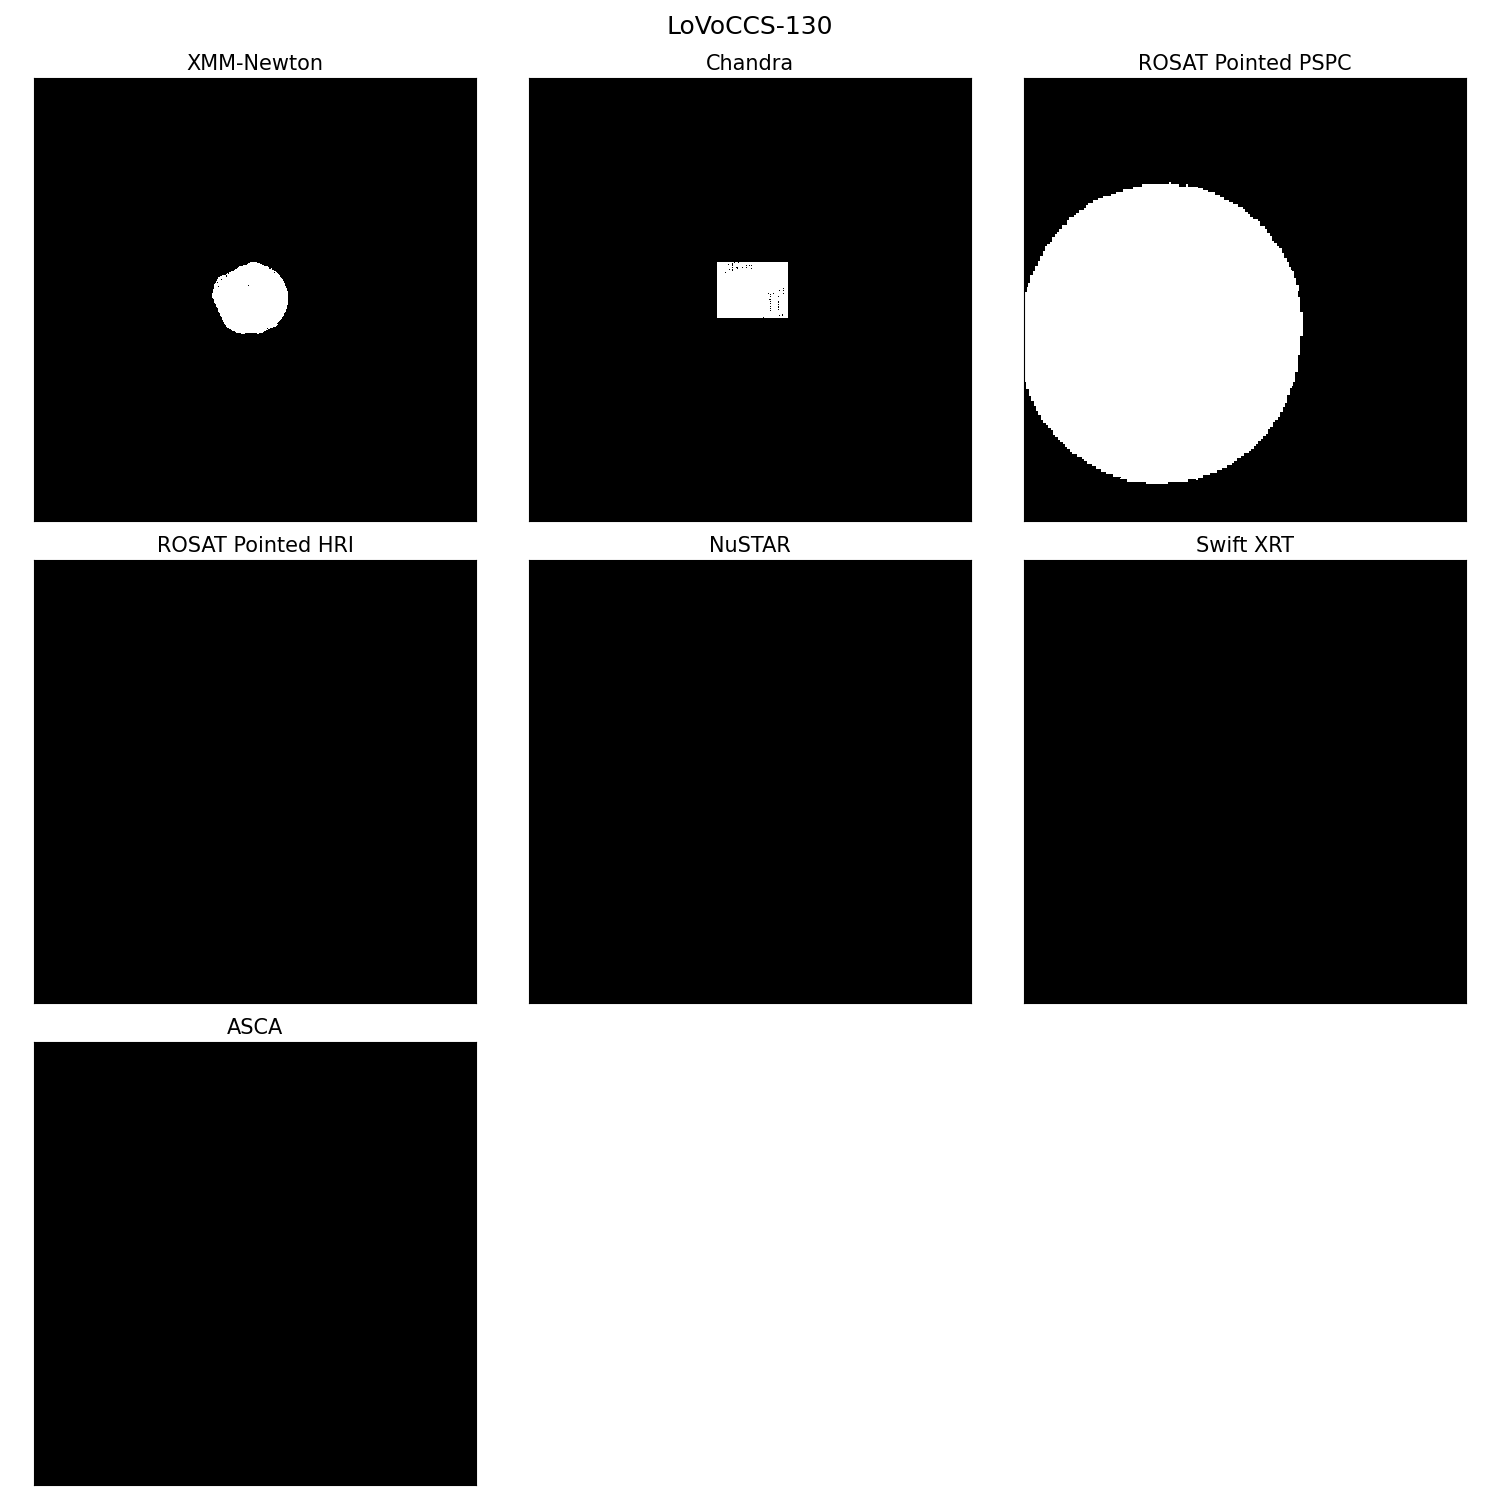 LoVoCCS-130
XMM-Newton
Chandra
ROSAT Pointed PSPC
ROSAT Pointed HRI
NuSTAR
Swift XRT
ASCA